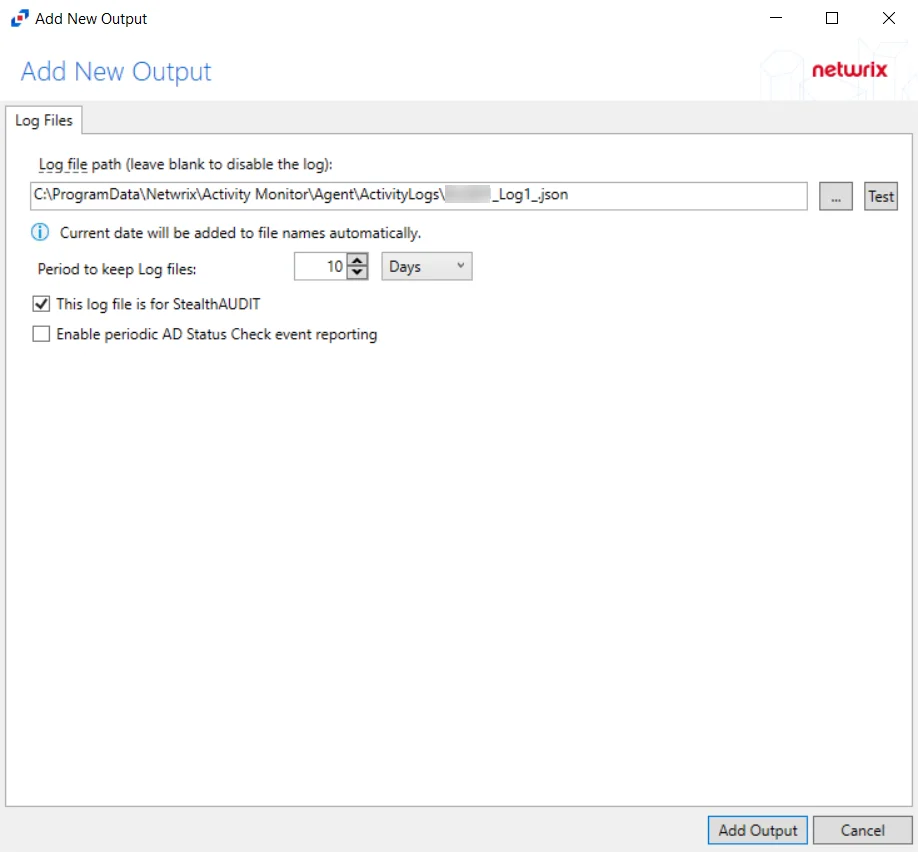 Add New Output
Add New Output
netwrix
Log Files
Log file path (leave blank to disable the log):
C:\ProgramData\Netwrix\Activity Monitor\Agent\ActivityLogs\ _Log1_.json
...
Test
Current date will be added to file names automatically.
Period to keep Log files: 10 Days
This log file is for StealthAUDIT
Enable periodic AD Status Check event reporting
Add Output
Cancel